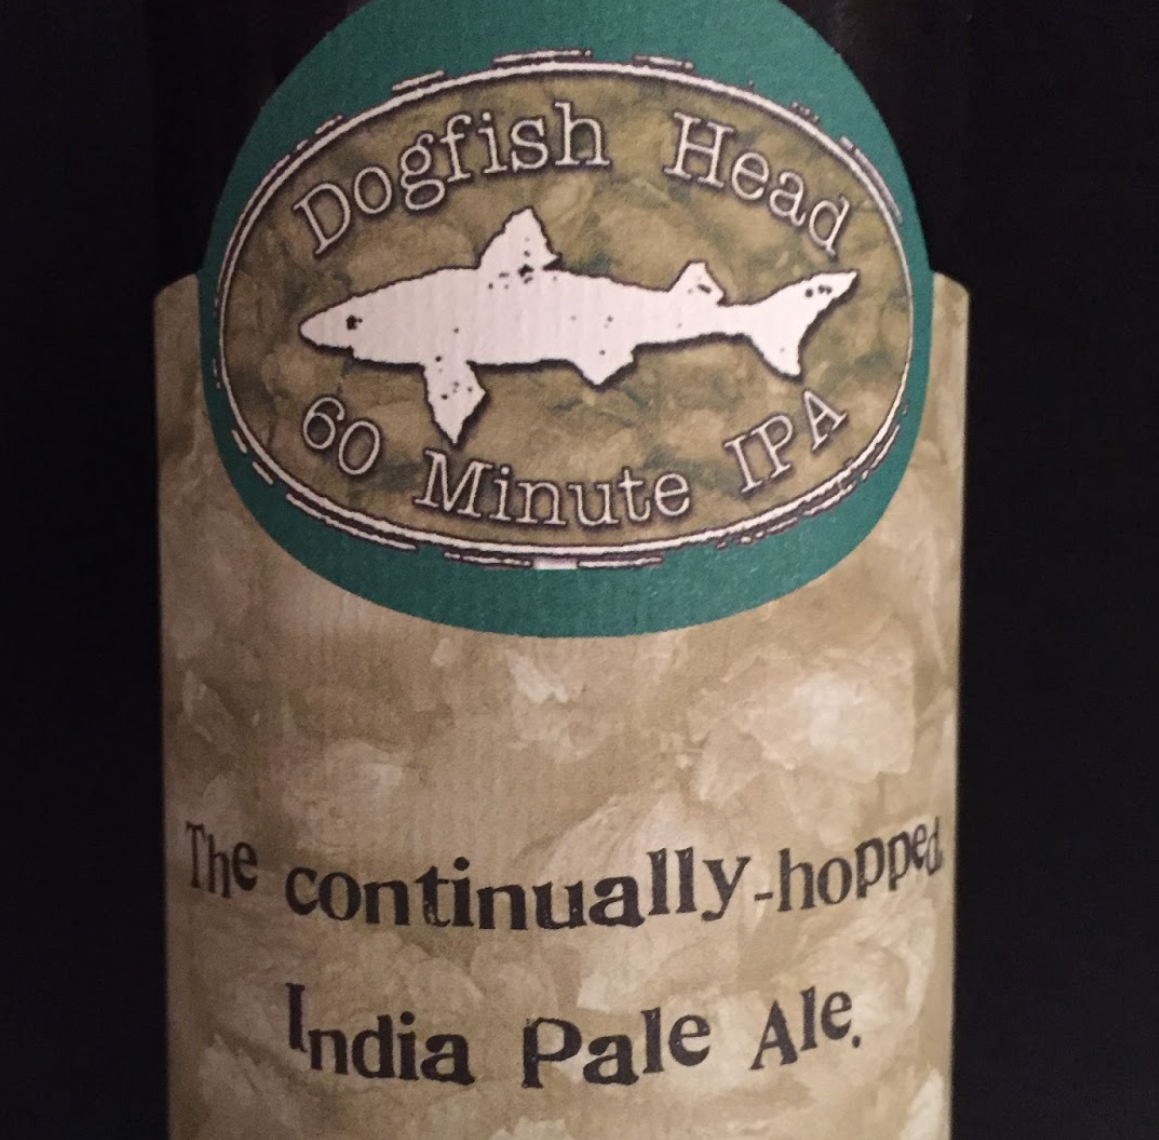 Dogfish Head
60 Minute IPA
The continually-hopped
India Pale Ale.